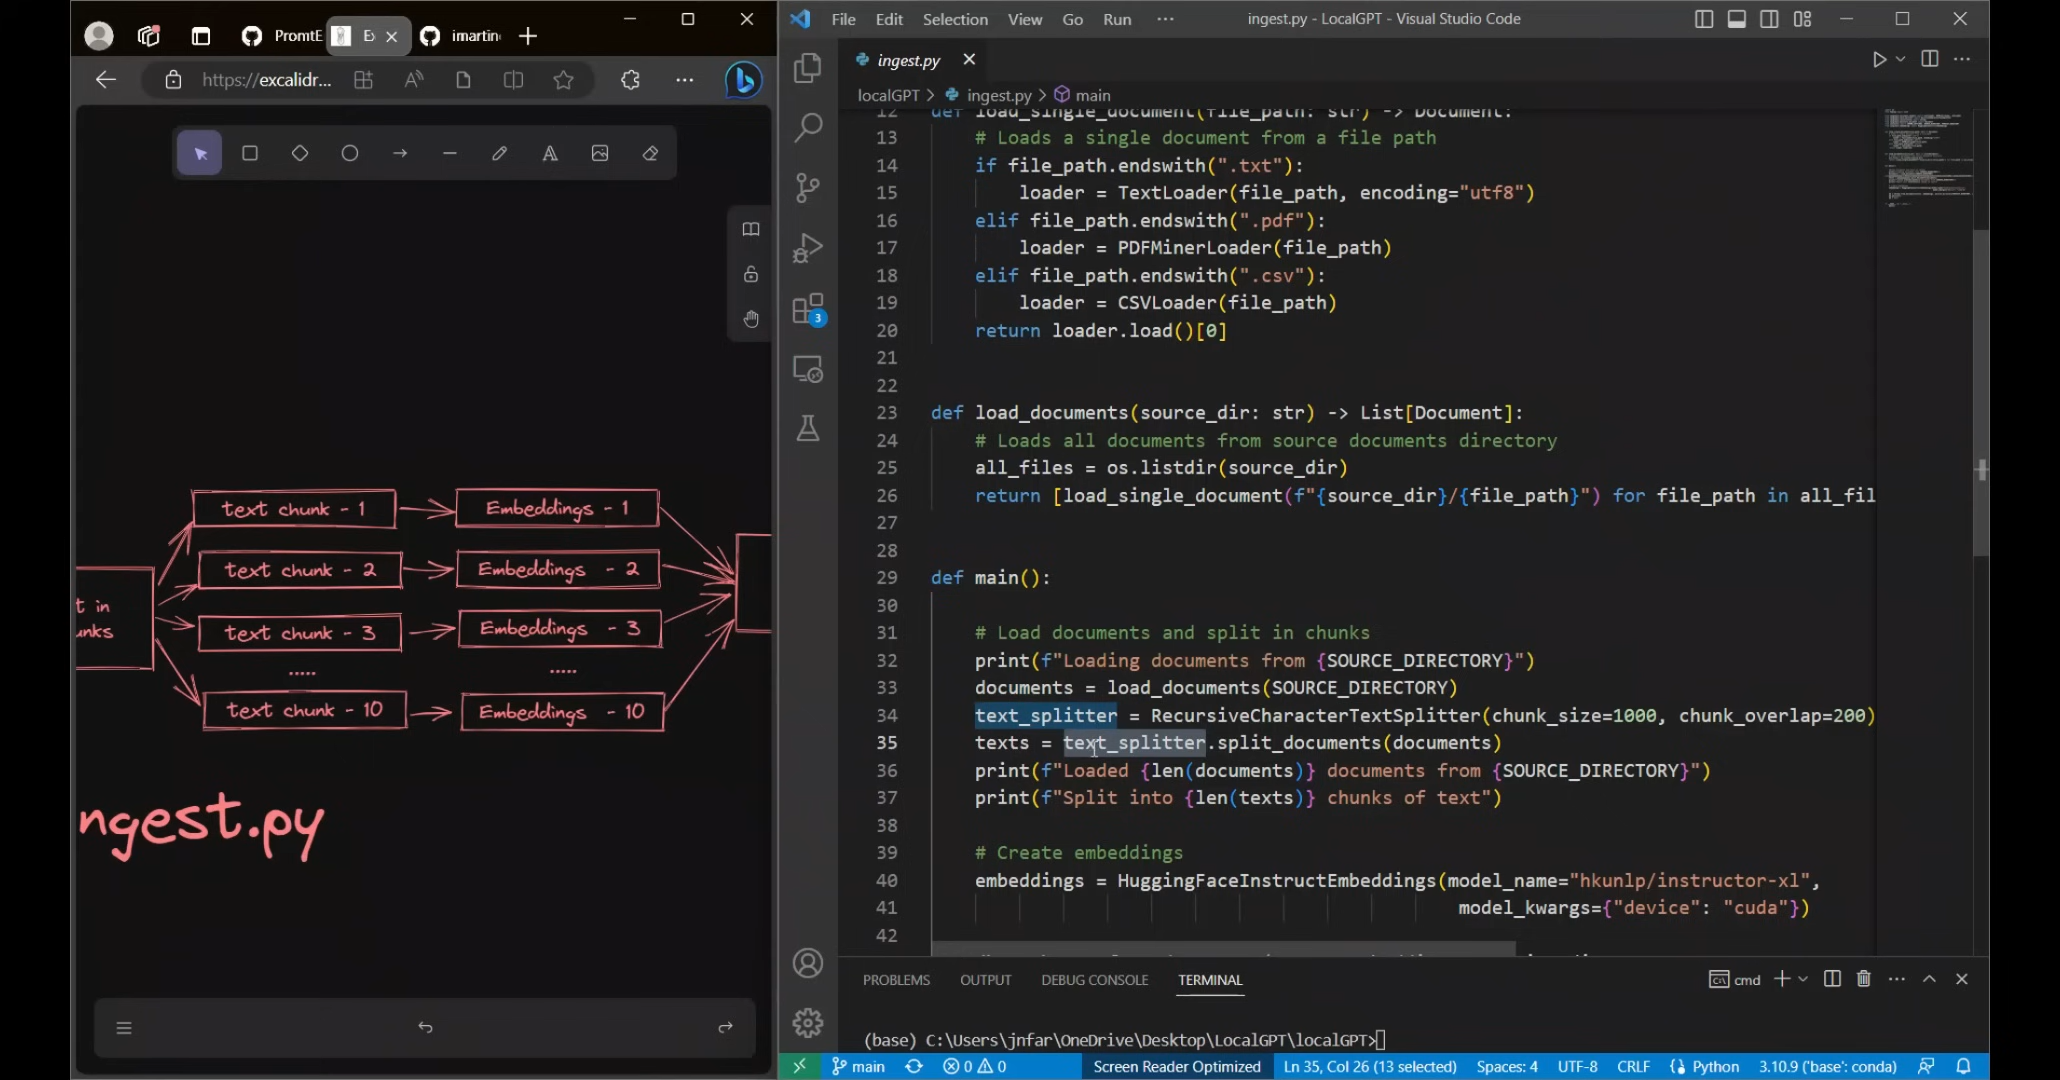 PromtE
Ex
imartin
https://excalidr...
t in
unks
text chunk - 1
Embeddings - 1
text chunk - 2
Embeddings - 2
text chunk - 3
Embeddings - 3
.....
.....
text chunk - 10
Embeddings - 10
ngest.py
File Edit Selection View Go Run ···
ingest.py - LocalGPT - Visual Studio Code
ingest.py
localGPT > ingest.py > main
12 def load_single_document(file_path: str) -> Document:
13 # Loads a single document from a file path
14 if file_path.endswith(".txt"):
15 loader = TextLoader(file_path, encoding="utf8")
16 elif file_path.endswith(".pdf"):
17 loader = PDFMinerLoader(file_path)
18 elif file_path.endswith(".csv"):
19 loader = CSVLoader(file_path)
20 return loader.load()[0]
21
22
23 def load_documents(source_dir: str) -> List[Document]:
24 # Loads all documents from source documents directory
25 all_files = os.listdir(source_dir)
26 return [load_single_document(f"{source_dir}/{file_path}") for file_path in all_fil
27
28
29 def main():
30
31 # Load documents and split in chunks
32 print(f"Loading documents from {SOURCE_DIRECTORY}")
33 documents = load_documents(SOURCE_DIRECTORY)
34 text_splitter = RecursiveCharacterTextSplitter(chunk_size=1000, chunk_overlap=200)
35 texts = text_splitter.split_documents(documents)
36 print(f"Loaded {len(documents)} documents from {SOURCE_DIRECTORY}")
37 print(f"Split into {len(texts)} chunks of text")
38
39 # Create embeddings
40 embeddings = HuggingFaceInstructEmbeddings(model_name="hkunlp/instructor-xl",
41 model_kwargs={"device": "cuda"})
42
3
PROBLEMS OUTPUT DEBUG CONSOLE TERMINAL
cmd
(base) C:\Users\jnfar\OneDrive\Desktop\LocalGPT\localGPT>
main 0 0 Screen Reader Optimized Ln 35, Col 26 (13 selected) Spaces: 4 UTF-8 CRLF Python 3.10.9 ('base': conda)